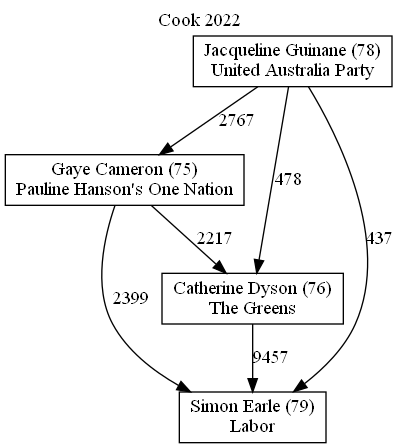 Cook 2022
Jacqueline Guinane (78)
United Australia Party
2767
Gaye Cameron (75)
Pauline Hanson's One Nation
478
437
2217
2399
Catherine Dyson (76)
The Greens
9457
Simon Earle (79)
Labor